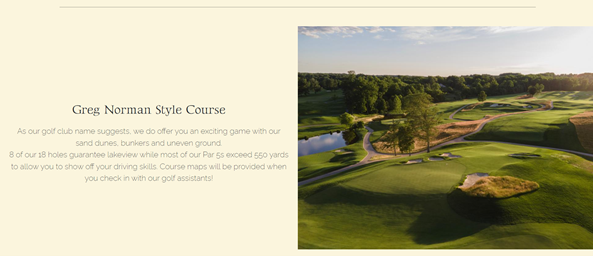 Greg Norman Style Course
As our golf club name suggests, we do offer you an exciting game with our
sand dunes, bunkers and uneven ground.
8 of our 18 holes guarantee lakeview while most of our Par 5s exceed 550 yards
to allow you to show off your driving skills. Course maps will be provided when
you check in with our golf assistants!